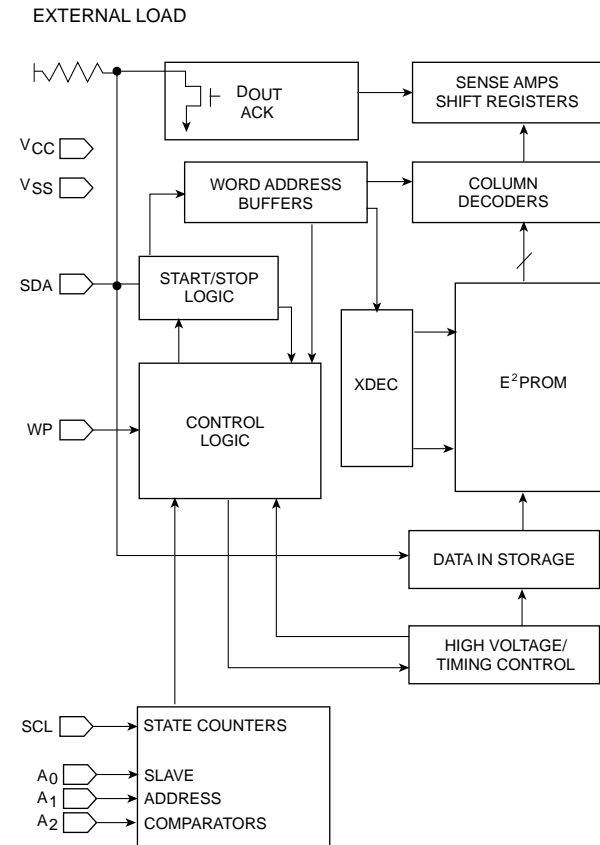 EXTERNAL LOAD
DOUT
ACK
SENSE AMPS
SHIFT REGISTERS
VCC
VSS
WORD ADDRESS
BUFFERS
COLUMN
DECODERS
SDA
START/STOP
LOGIC
XDEC
E²PROM
WP
CONTROL
LOGIC
DATA IN STORAGE
HIGH VOLTAGE/
TIMING CONTROL
SCL
STATE COUNTERS
A0
SLAVE
A1
ADDRESS
A2
COMPARATORS